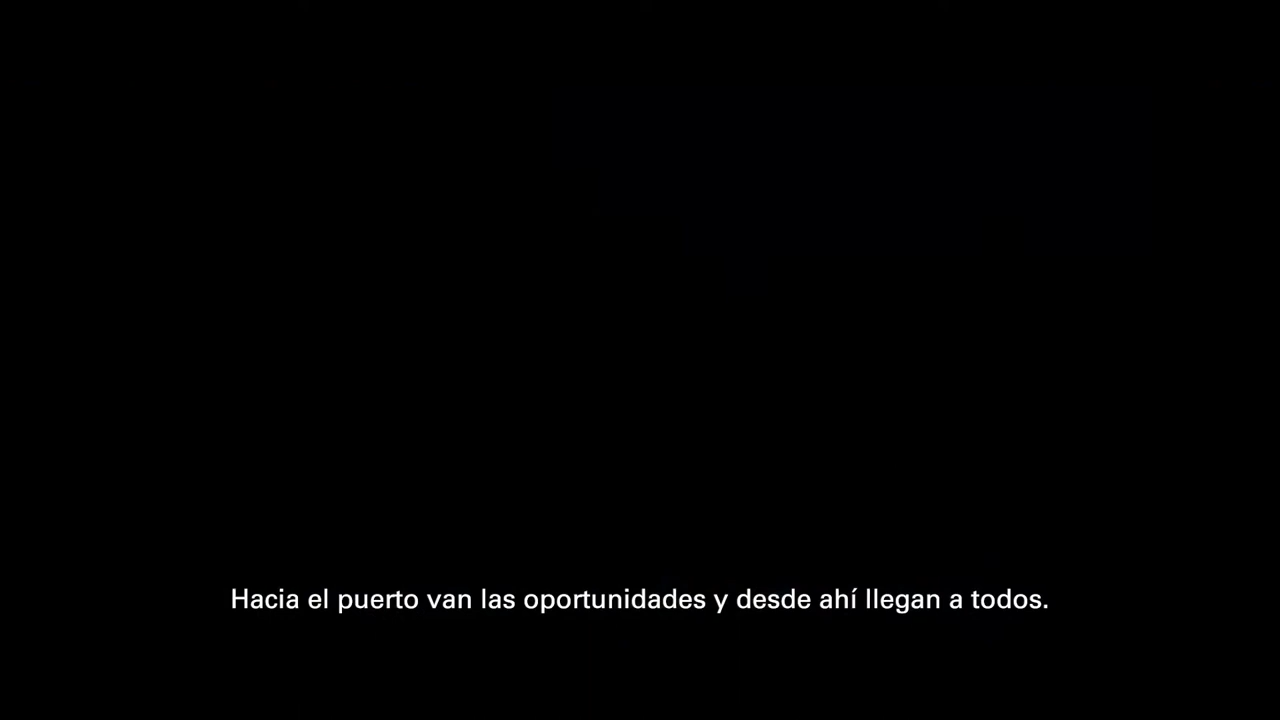 Hacia el puerto van las oportunidades y desde ahí llegan a todos.